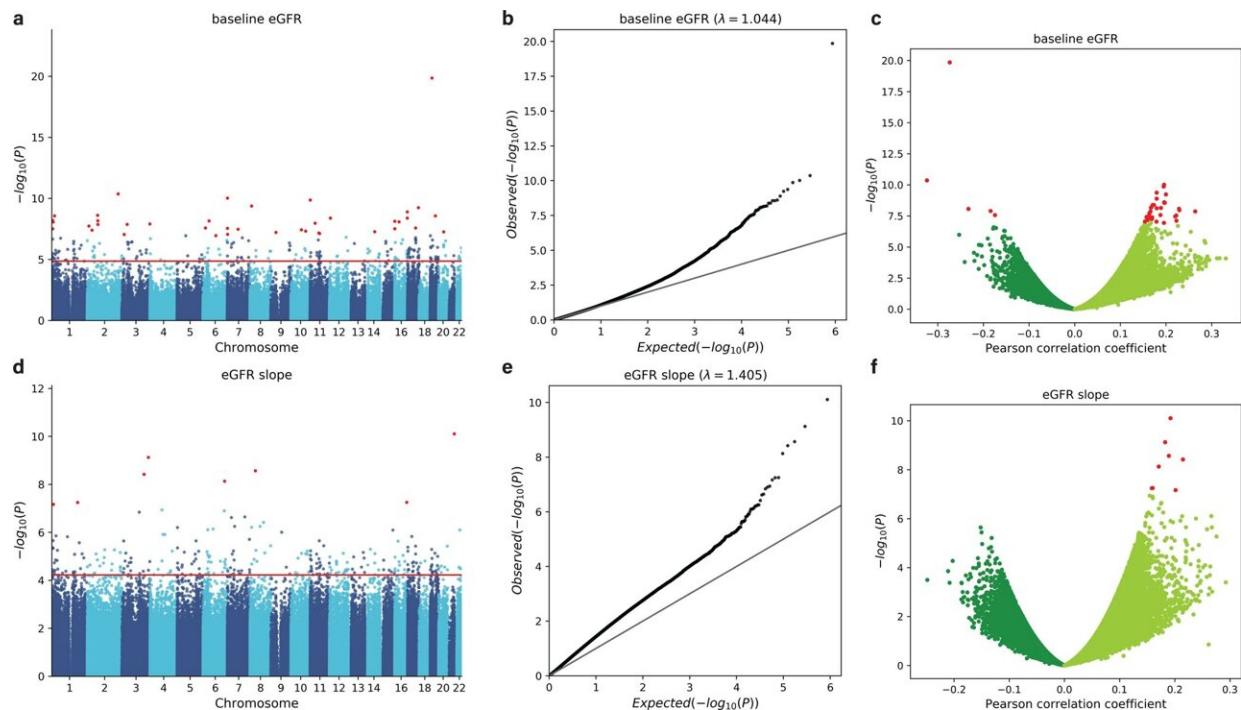 a
baseline eGFR
20
15
10
5
0
−log₁₀(P)
1 2 3 4 5 6 7 8 9 10 11 12 13 14 16 18 20 22
Chromosome
b
baseline eGFR (λ = 1.044)
20.0
17.5
15.0
12.5
10.0
7.5
5.0
2.5
0.0
Observed(−log₁₀(P))
0 1 2 3 4 5 6
Expected(−log₁₀(P))
c
baseline eGFR
20.0
17.5
15.0
12.5
10.0
7.5
5.0
2.5
0.0
−log₁₀(P)
−0.3 −0.2 −0.1 0.0 0.1 0.2 0.3
Pearson correlation coefficient
d
eGFR slope
12
10
8
6
4
2
0
−log₁₀(P)
1 2 3 4 5 6 7 8 9 10 11 12 13 14 16 18 20 22
Chromosome
e
eGFR slope (λ = 1.405)
10
8
6
4
2
0
Observed(−log₁₀(P))
0 1 2 3 4 5 6
Expected(−log₁₀(P))
f
eGFR slope
10
8
6
4
2
0
−log₁₀(P)
−0.2 −0.1 0.0 0.1 0.2 0.3
Pearson correlation coefficient